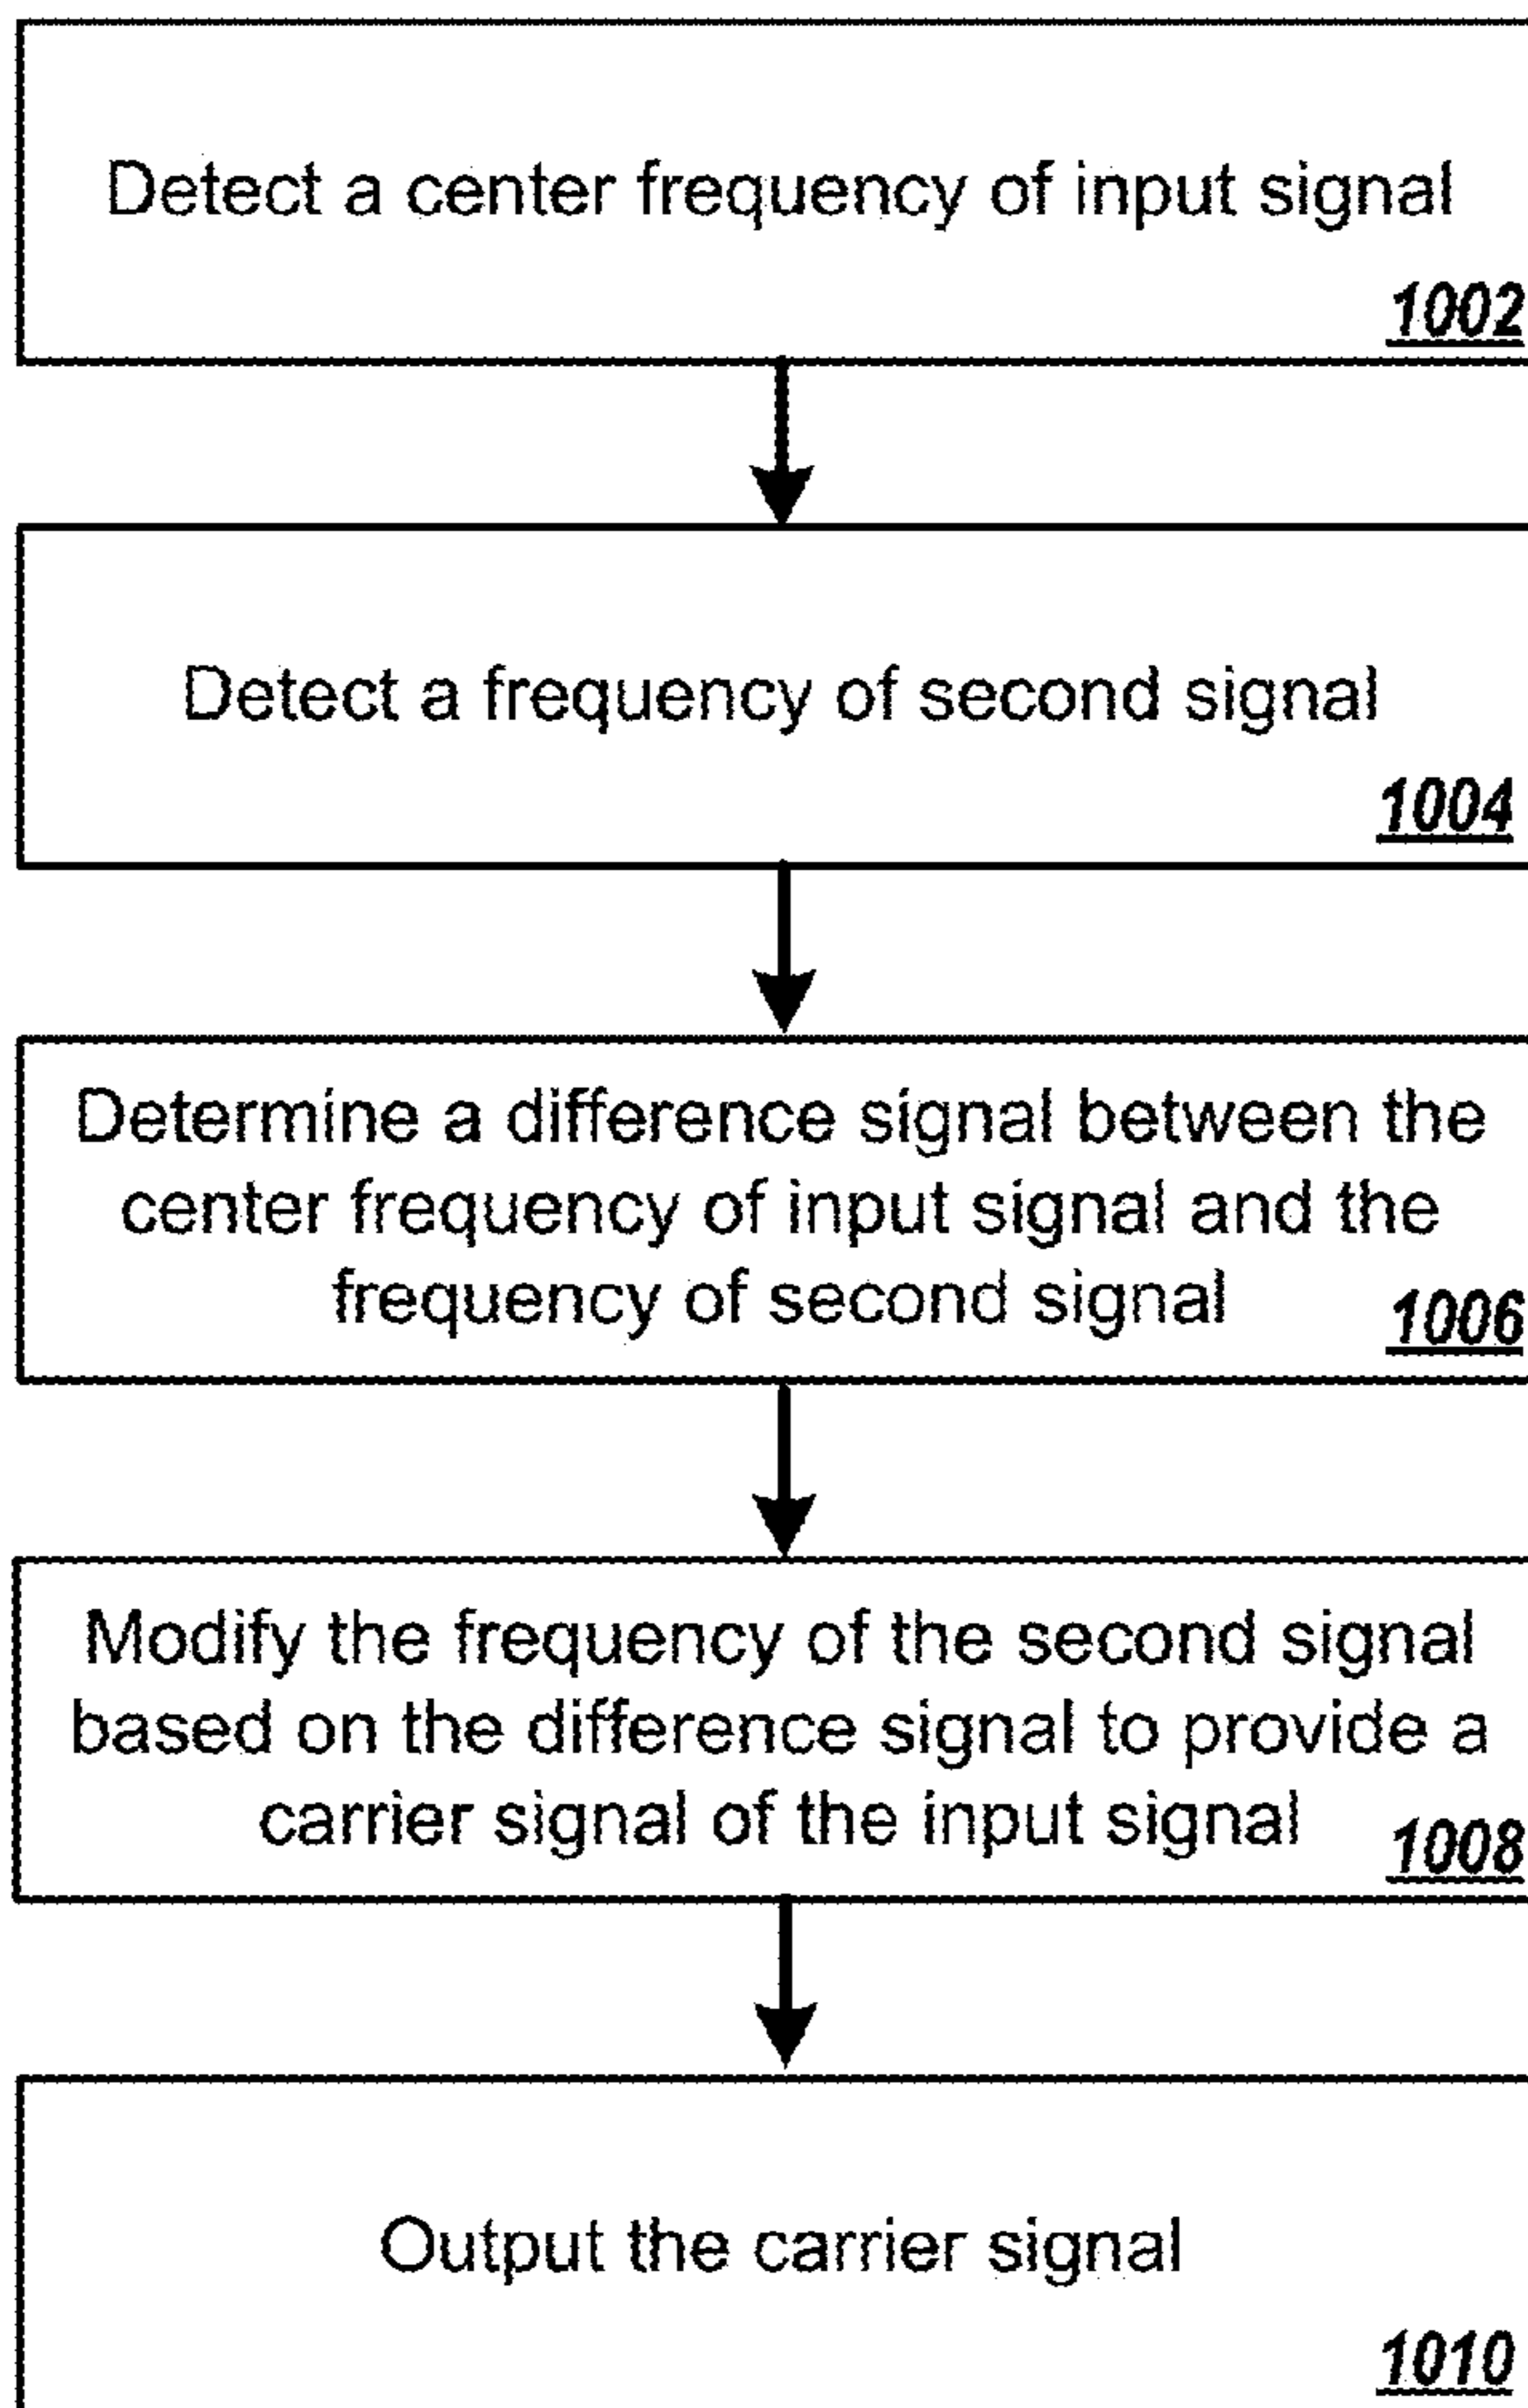 Detect a center frequency of input signal
1002
Detect a frequency of second signal
1004
Determine a difference signal between the
center frequency of input signal and the
frequency of second signal
1006
Modify the frequency of the second signal
based on the difference signal to provide a
carrier signal of the input signal
1008
Output the carrier signal
1010